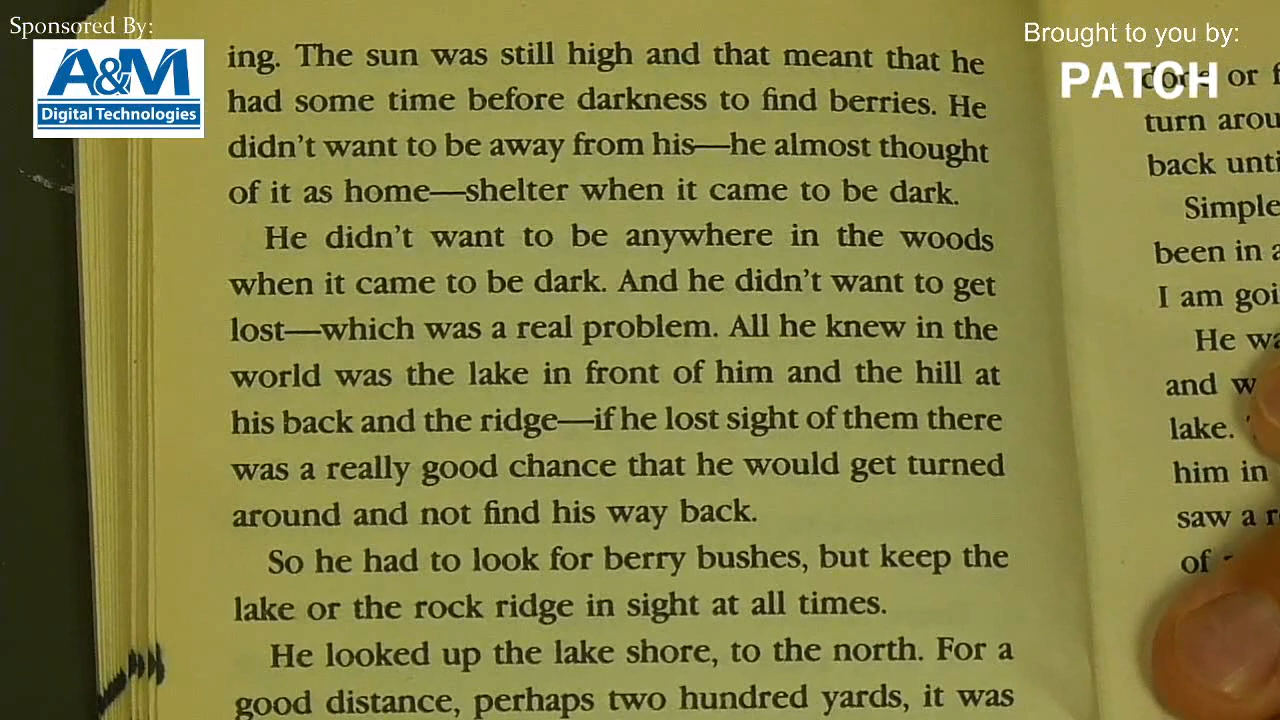 Sponsored By:
A&M
Digital Technologies
Brought to you by:
PATCH
ing. The sun was still high and that meant that he
had some time before darkness to find berries. He
didn't want to be away from his—he almost thought
of it as home—shelter when it came to be dark.
He didn't want to be anywhere in the woods
when it came to be dark. And he didn't want to get
lost—which was a real problem. All he knew in the
world was the lake in front of him and the hill at
his back and the ridge—if he lost sight of them there
was a really good chance that he would get turned
around and not find his way back.
So he had to look for berry bushes, but keep the
lake or the rock ridge in sight at all times.
He looked up the lake shore, to the north. For a
good distance, perhaps two hundred yards, it was
or
turn
back
Simple
been in
I am
He
and
lake.
him in
saw a
of